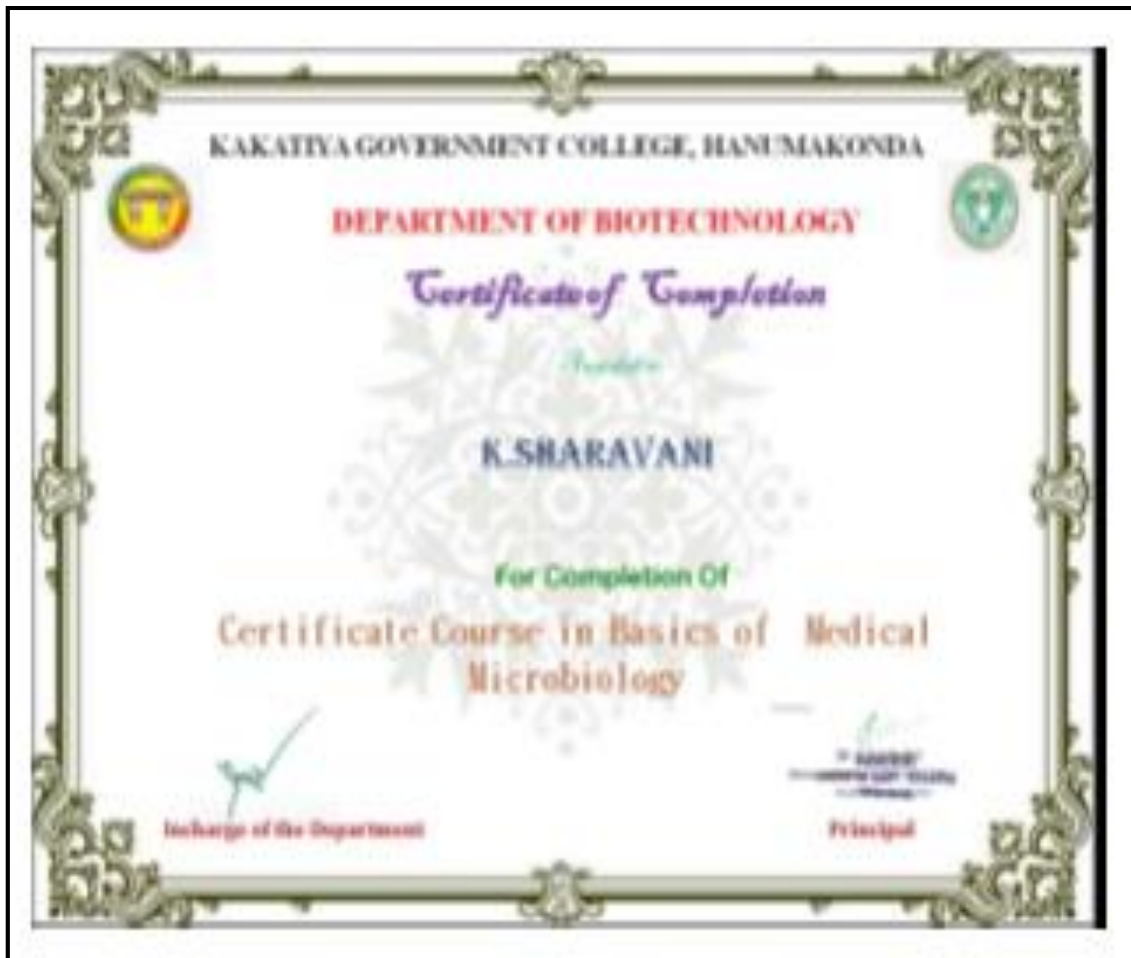 KAKATIYA GOVERNMENT COLLEGE, HANUMAKONDA
DEPARTMENT OF BIOTECHNOLOGY
Certificate of Completion
K.SHARAVANI
For Completion Of
Certificate Course in Basics of Medical
Microbiology
Incharge of the Department
Principal